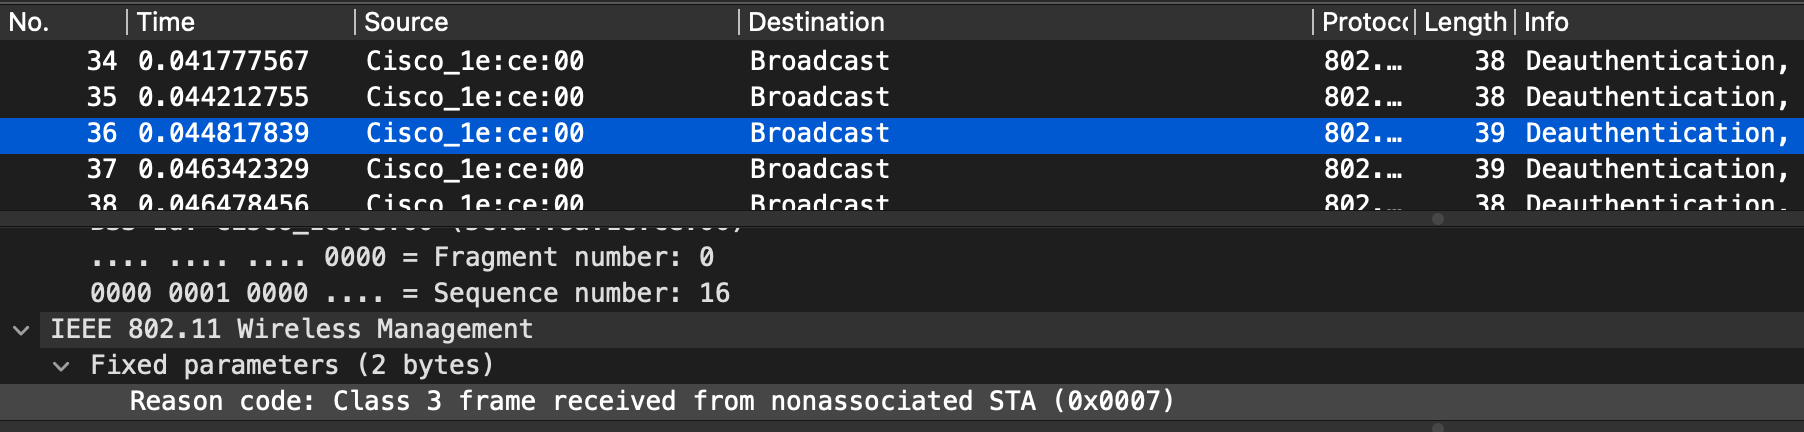 No. Time Source Destination Protoco Length Info
34 0.041777567 Cisco_1e:ce:00 Broadcast 802.… 38 Deauthentication,
35 0.044212755 Cisco_1e:ce:00 Broadcast 802.… 38 Deauthentication,
36 0.044817839 Cisco_1e:ce:00 Broadcast 802.… 39 Deauthentication,
37 0.046342329 Cisco_1e:ce:00 Broadcast 802.… 39 Deauthentication,
38 0.046478456 Cisco_1e:ce:00 Broadcast 802.… 38 Deauthentication,
.... .... .... 0000 = Fragment number: 0
0000 0001 0000 .... = Sequence number: 16
IEEE 802.11 Wireless Management
Fixed parameters (2 bytes)
Reason code: Class 3 frame received from nonassociated STA (0x0007)